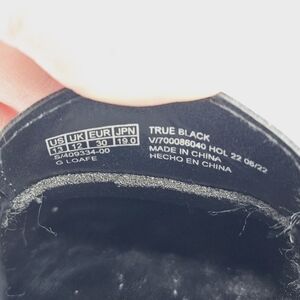 US UK EUR JPN
13 12 30 19.0
S/409334-00
G LOAFE
TRUE BLACK
V/700086040 HOL 22 06/22
MADE IN CHINA
HECHO EN CHINA